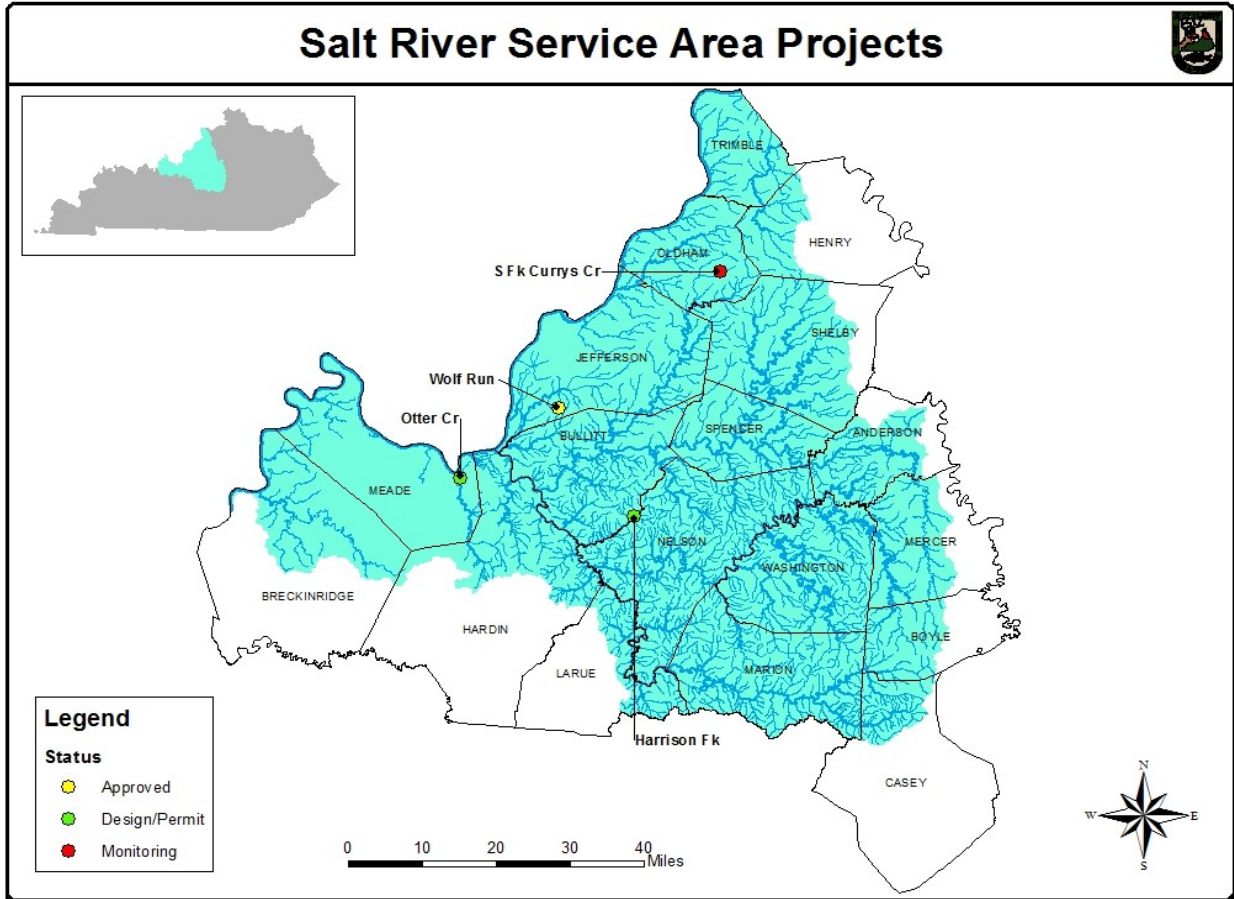 Salt River Service Area Projects
TRIMBLE
HENRY
OLDHAM
S Fk Currys Cr
SHELBY
JEFFERSON
Wolf Run
Otter Cr
BULLITT
SPENCER
ANDERSON
MEADE
NELSON
MERCER
WASHINGTON
BRECKINRIDGE
HARDIN
BOYLE
LARUE
MARION
Harrison Fk
CASEY
Legend
Status
Approved
Design/Permit
Monitoring
0 10 20 30 40 Miles
N
W E
S